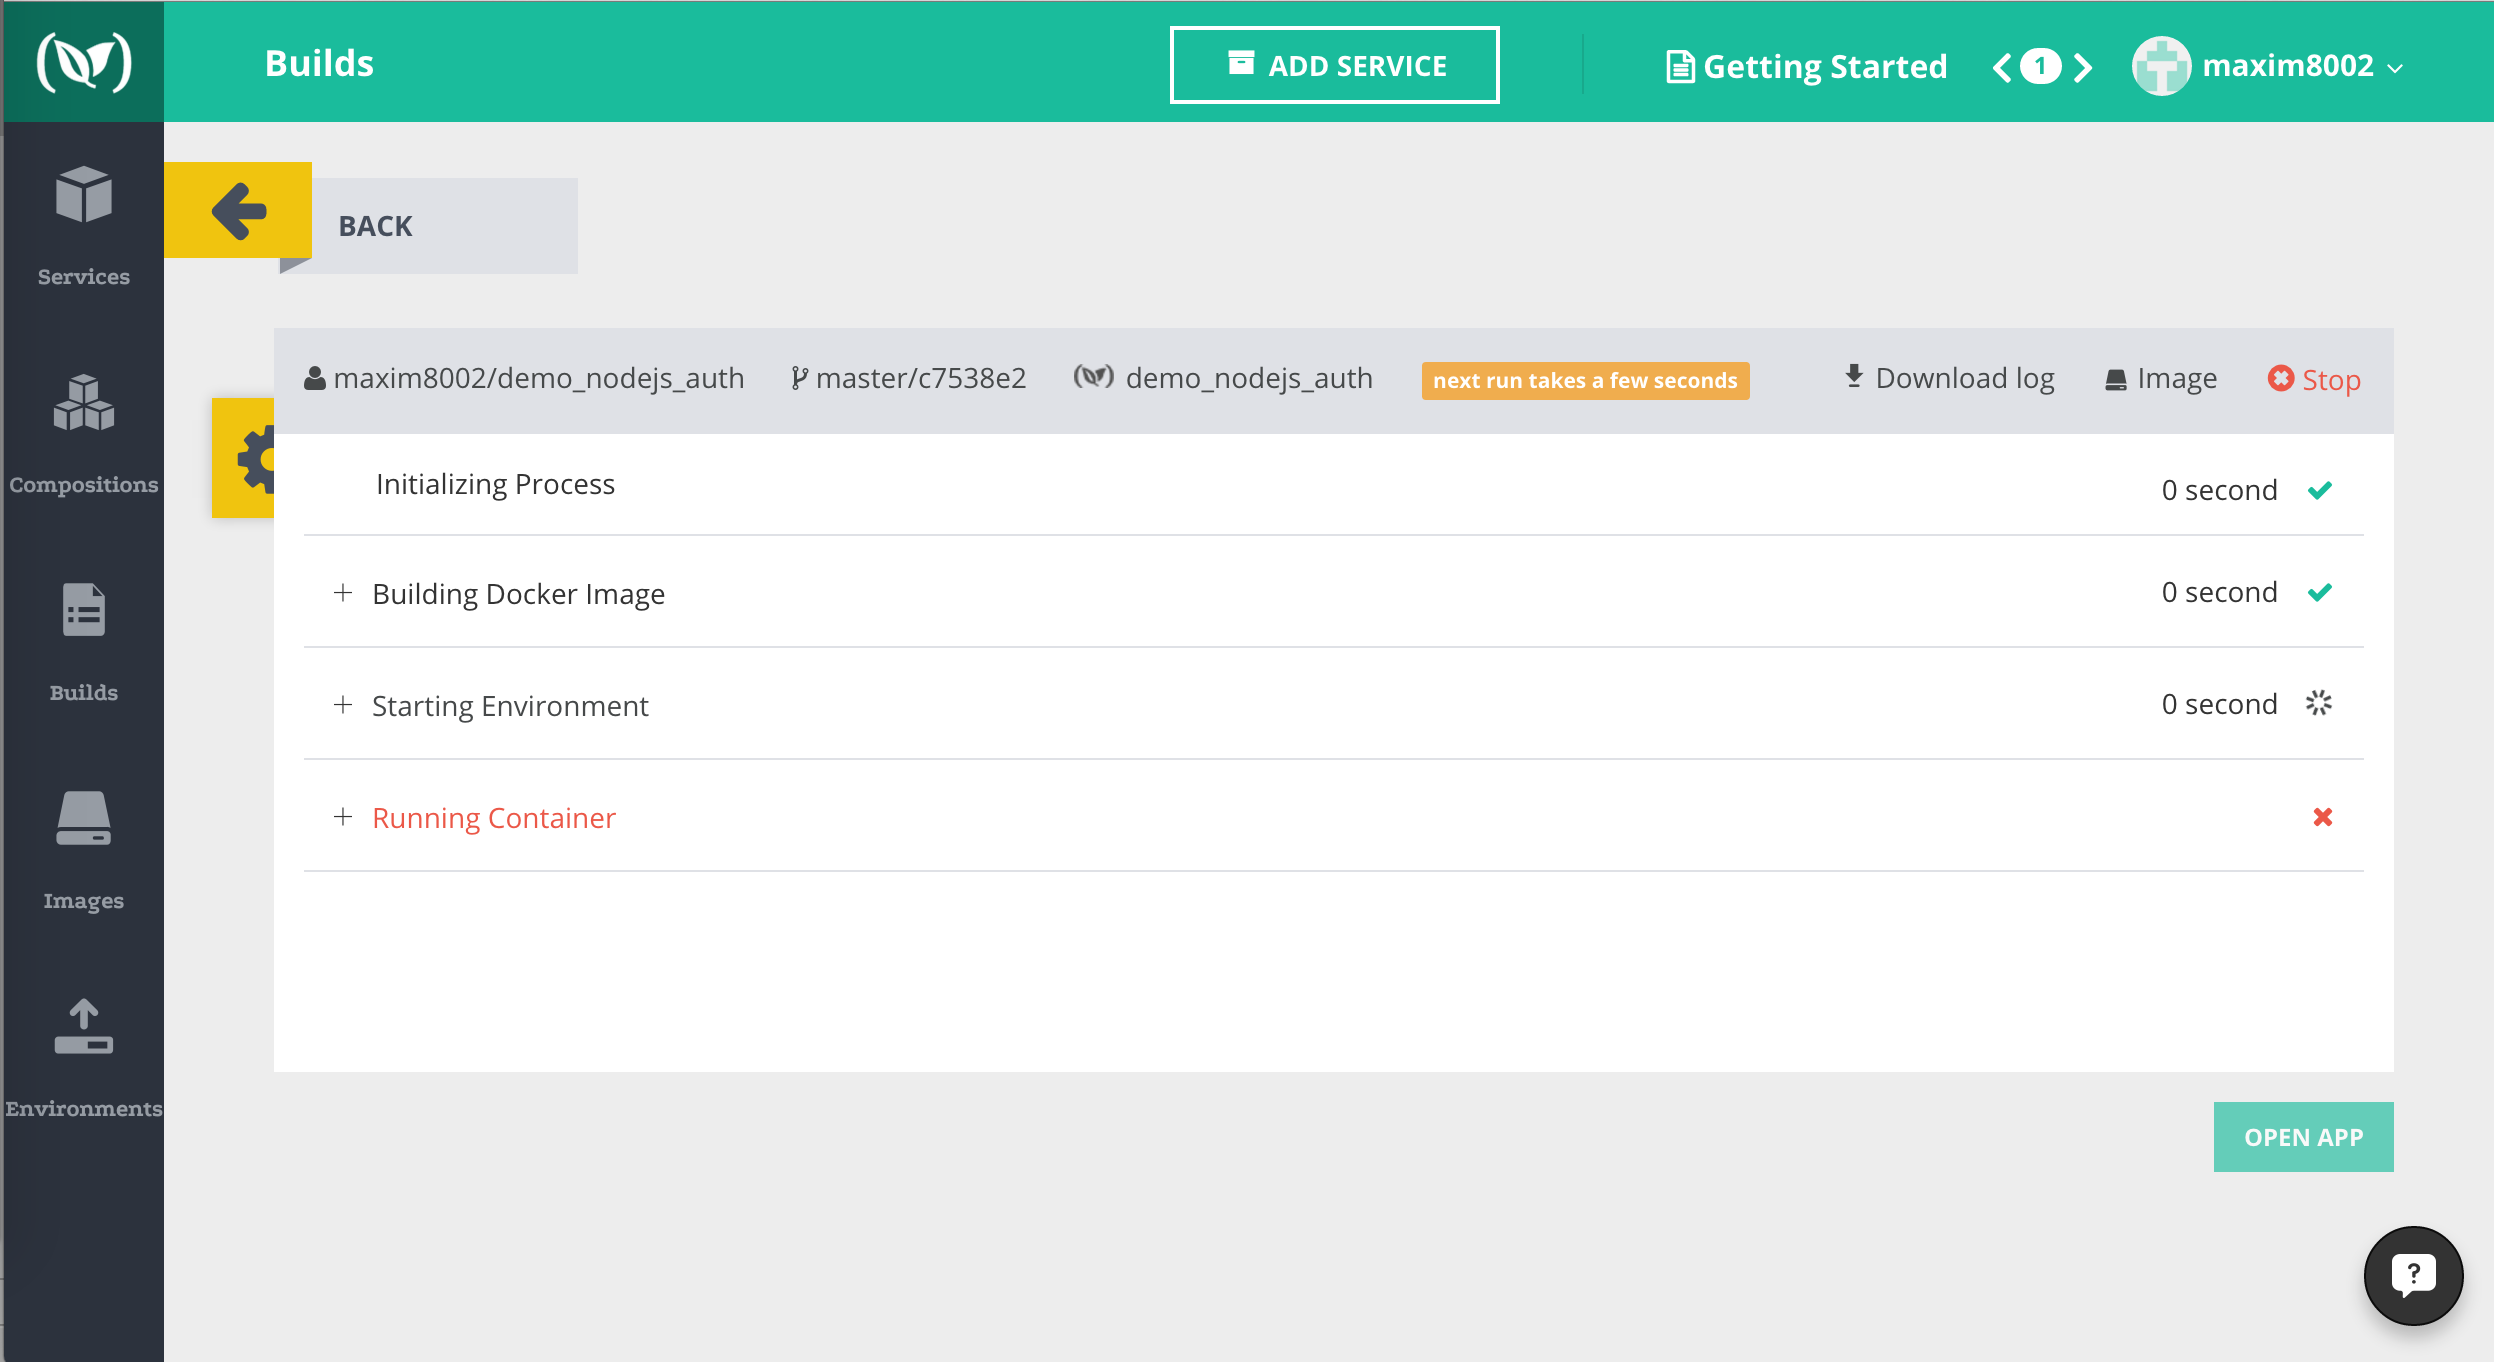 Builds
ADD SERVICE
Getting Started
1
maxim8002
Services
Compositions
Builds
Images
Environments
BACK
maxim8002/demo_nodejs_auth
master/c7538e2
demo_nodejs_auth
next run takes a few seconds
Download log
Image
Stop
Initializing Process
0 second
Building Docker Image
0 second
Starting Environment
0 second
Running Container
OPEN APP
?